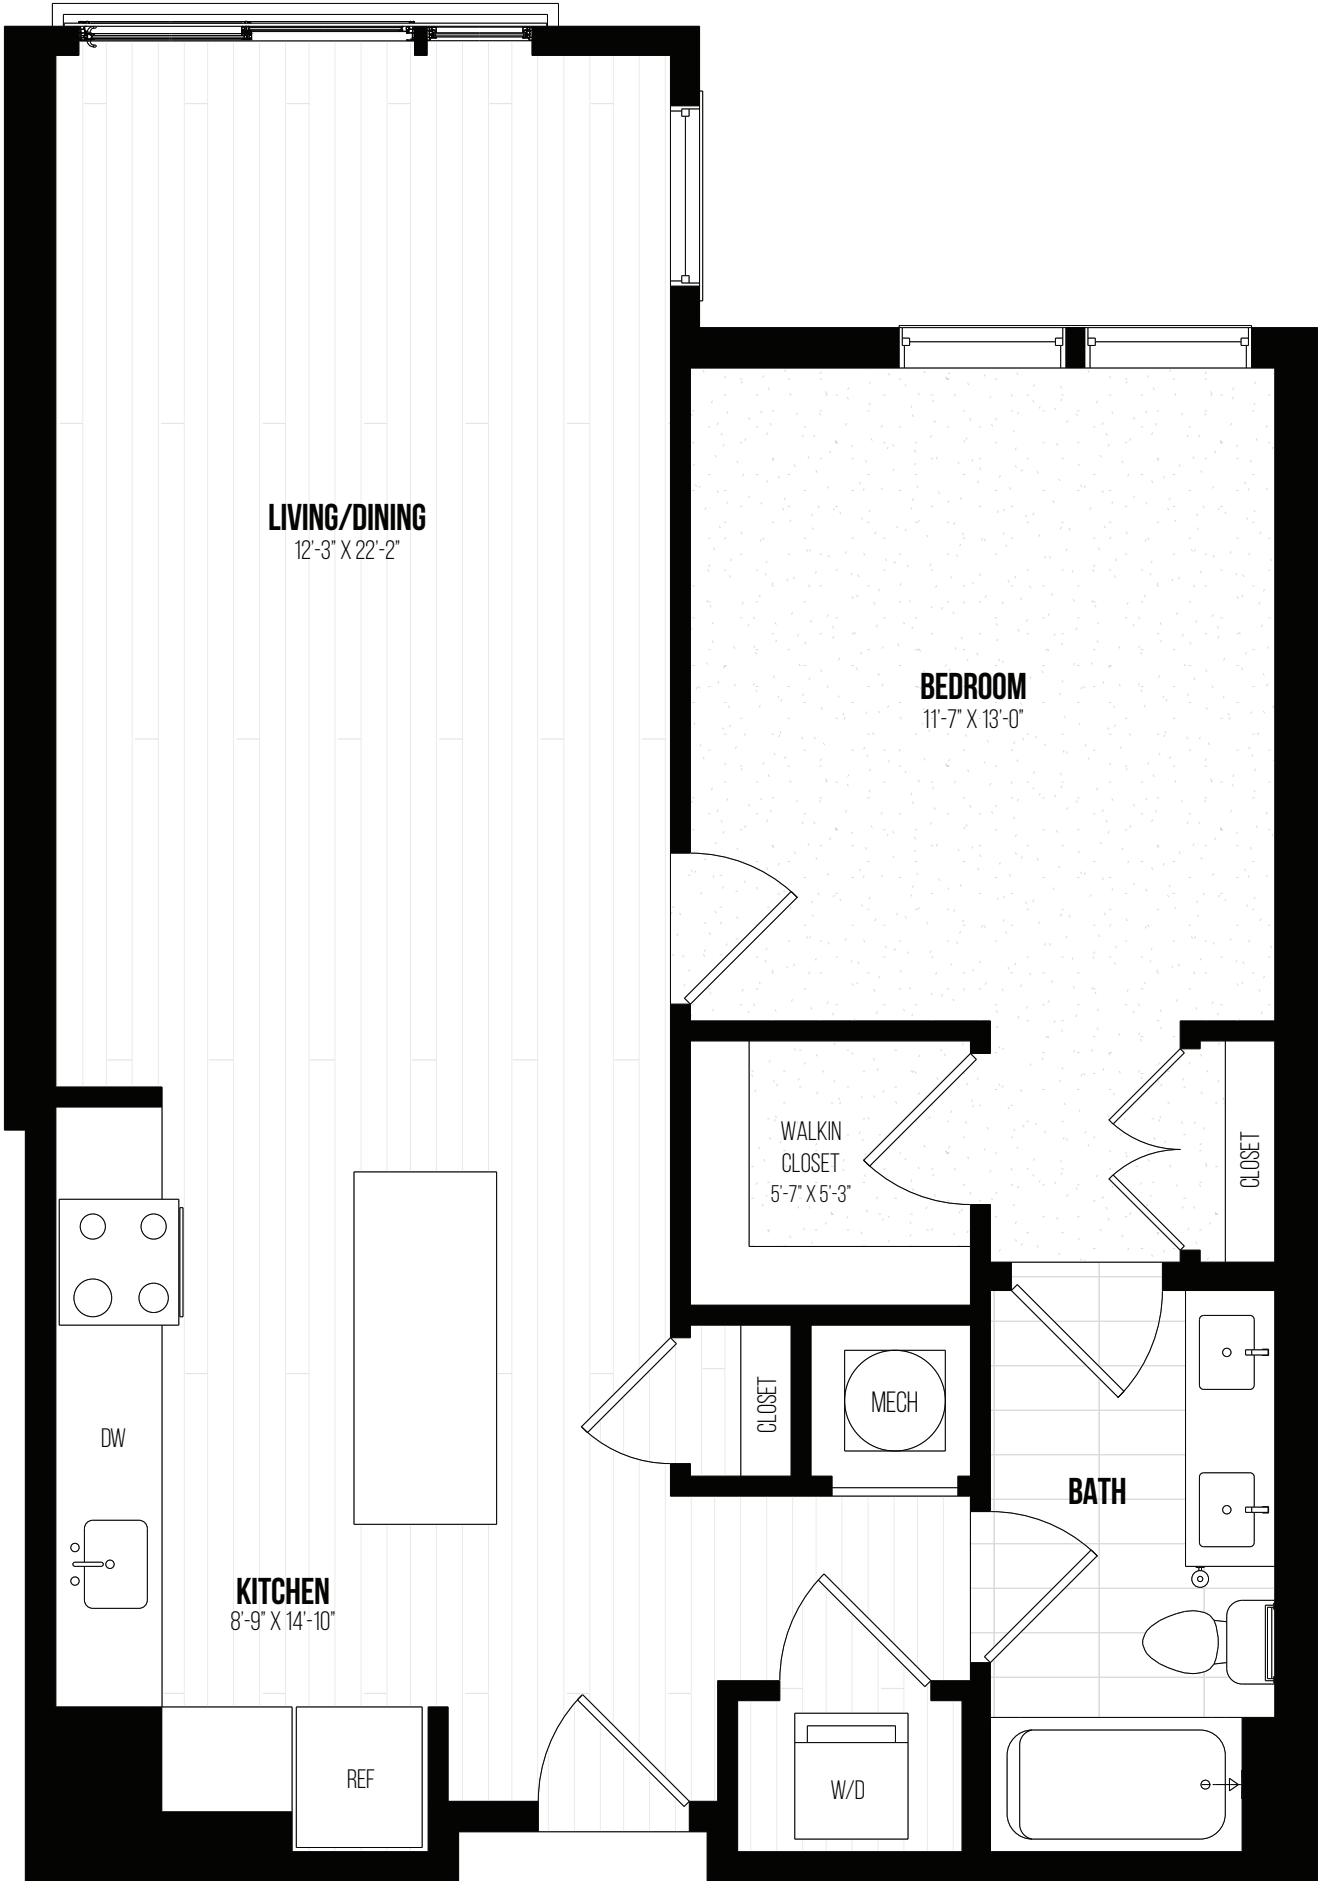 LIVING/DINING
12'-3" X 22'-2"
BEDROOM
11'-7" X 13'-0"
WALKIN
CLOSET
5'-7" X 5'-3"
CLOSET
CLOSET
MECH
DW
BATH
KITCHEN
8'-9" X 14'-10"
REF
W/D